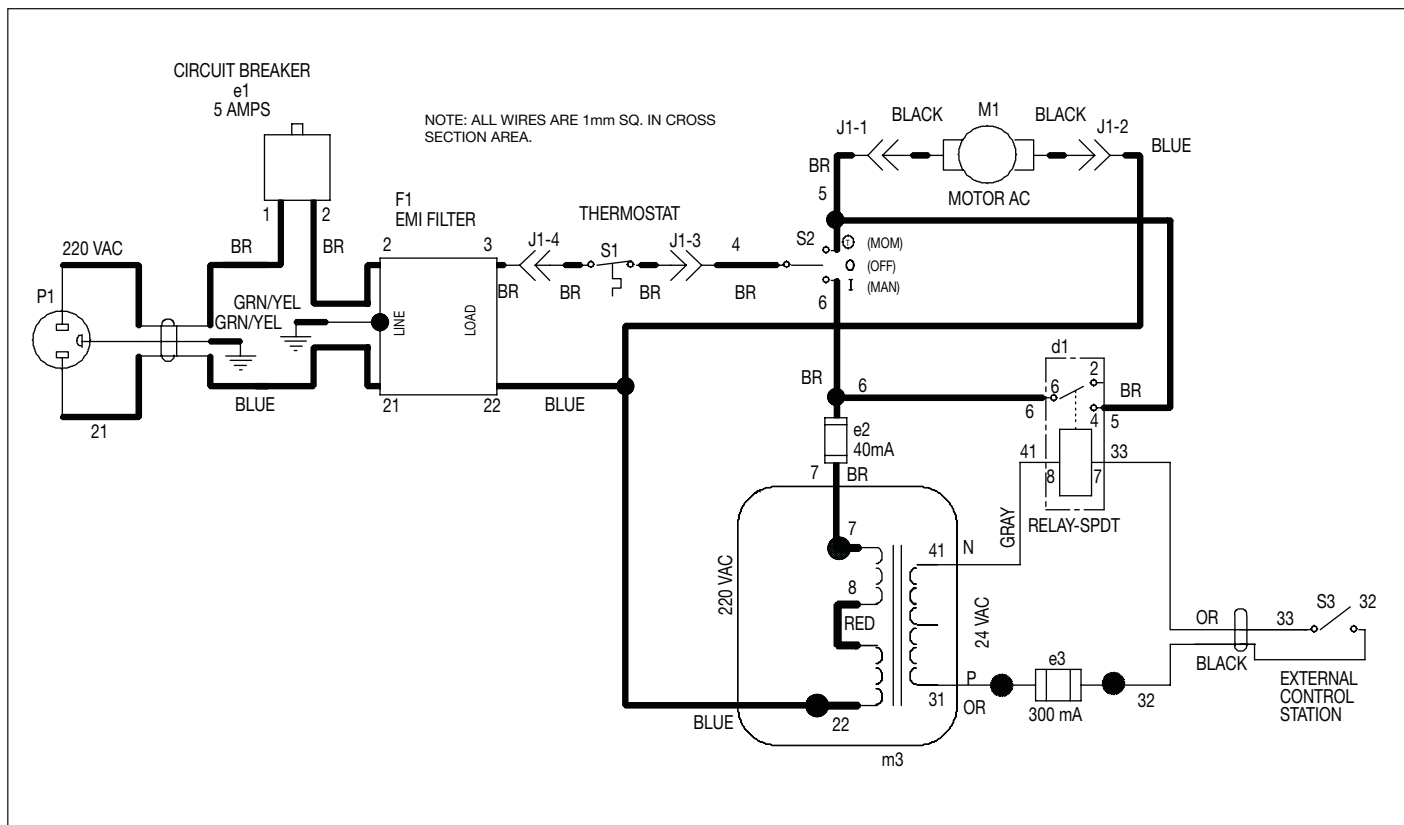 CIRCUIT BREAKER
e1
5 AMPS
NOTE: ALL WIRES ARE 1mm SQ. IN CROSS
SECTION AREA.
J1-1
BLACK
M1
BLACK
J1-2
BLUE
BR
5
MOTOR AC
1
2
F1
EMI FILTER
THERMOSTAT
220 VAC
BR
BR
2
3
J1-4
S1
J1-3
4
S2
T (MOM)
O (OFF)
I (MAN)
BR
BR
BR
BR
6
P1
GRN/YEL
GRN/YEL
LINE
LOAD
d1
2
BR
6
6
6
BR
4
5
21
BLUE
21
22
BLUE
e2
40mA
41
33
8
7
7
BR
RELAY-SPDT
GRAY
220 VAC
7
41
N
8
RED
24 VAC
OR
33
S3
32
BLACK
EXTERNAL
CONTROL
STATION
P
e3
31
OR
300 mA
32
BLUE
22
m3